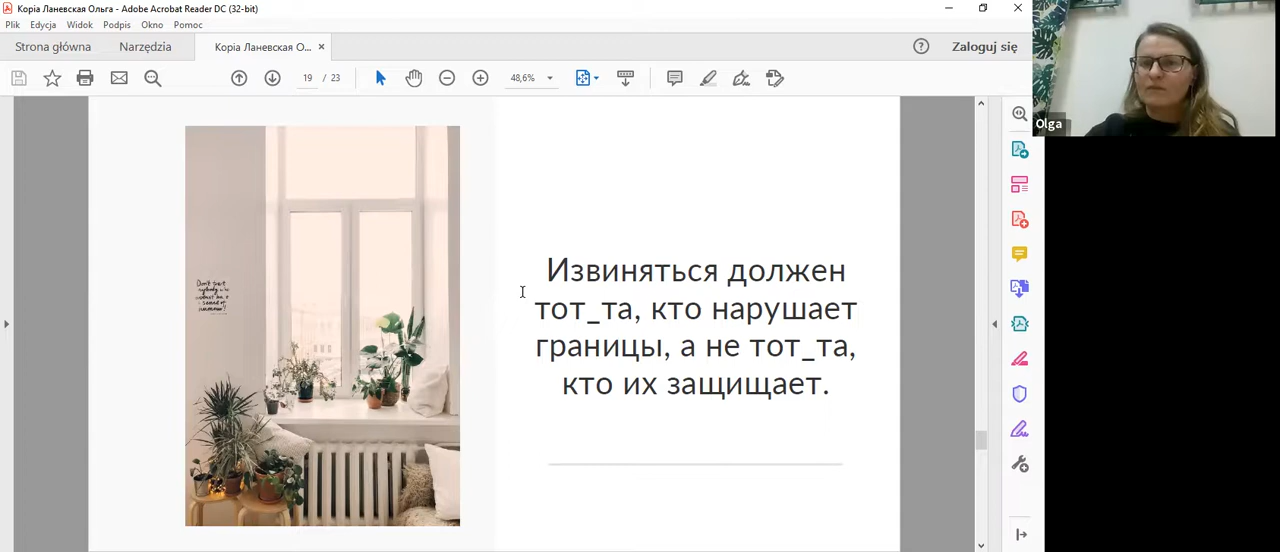 Kopia Ланевская Ольга - Adobe Acrobat Reader DC (32-bit)
Plik Edycja Widok Podpis Okno Pomoc
Strona główna Narzędzia Kopia Ланевская О... ×
Zaloguj się
19 / 23
48,6%
Olga
Извиняться должен
тот_та, кто нарушает
границы, а не тот_та,
кто их защищает.
Don't trust